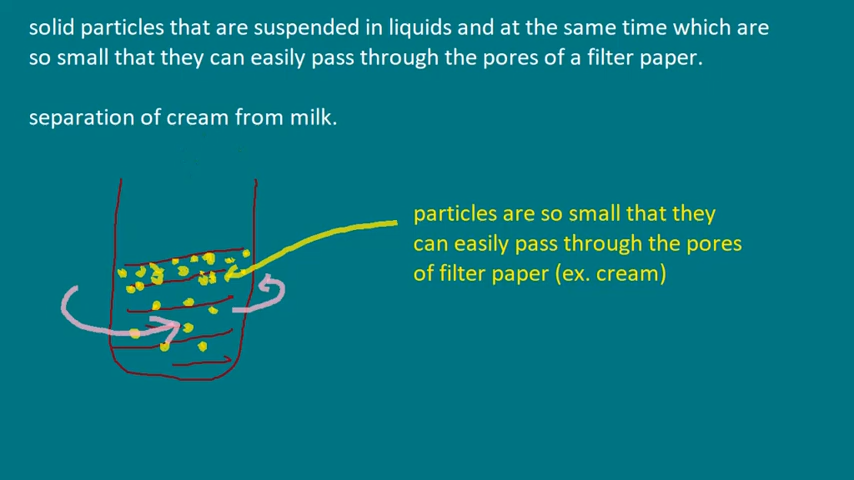 solid particles that are suspended in liquids and at the same time which are
so small that they can easily pass through the pores of a filter paper.
separation of cream from milk.
particles are so small that they
can easily pass through the pores
of filter paper (ex. cream)